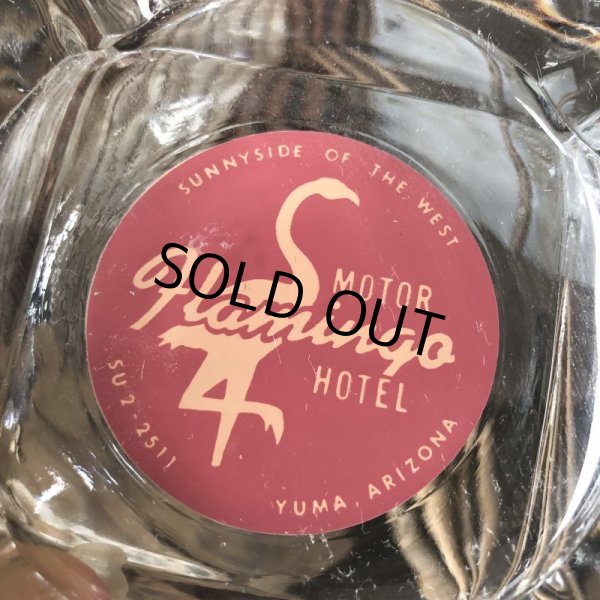 SUNNYSIDE OF THE WEST
MOTOR
Flamingo
HOTEL
SU 2-2511
YUMA, ARIZONA
SOLD OUT